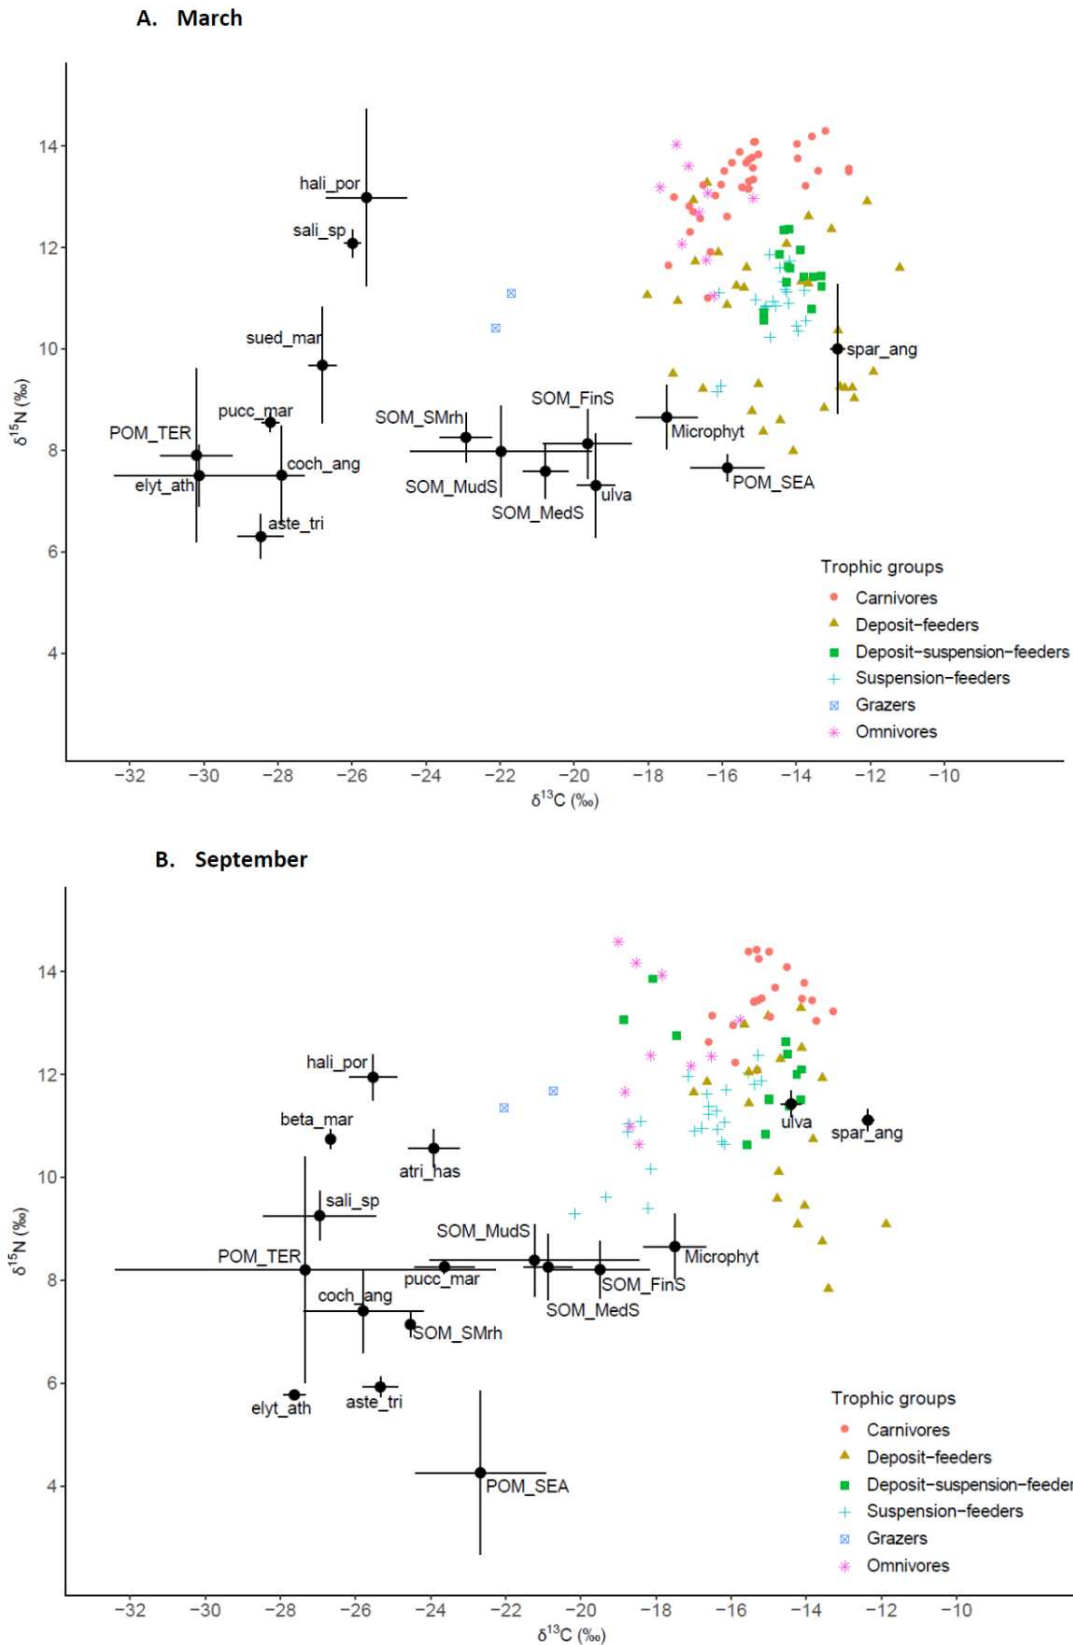 A. March
14
12
10
8
6
4
δ15N (‰)
hali_por
sali_sp
sued_mar
pucc_mar
POM_TER
elyt_ath
coch_ang
aste_tri
SOM_SMrh
SOM_FinS
SOM_MudS
SOM_MedS
ulva
Microphyt
POM_SEA
spar_ang
Trophic groups
Carnivores
Deposit−feeders
Deposit−suspension−feeders
Suspension−feeders
Grazers
Omnivores
−32 −30 −28 −26 −24 −22 −20 −18 −16 −14 −12 −10
δ13C (‰)
B. September
14
12
10
8
6
4
δ15N (‰)
hali_por
beta_mar
atri_has
sali_sp
POM_TER
pucc_mar
coch_ang
SOM_SMrh
elyt_ath
aste_tri
POM_SEA
SOM_MudS
SOM_MedS
SOM_FinS
Microphyt
ulva
spar_ang
Trophic groups
Carnivores
Deposit−feeders
Deposit−suspension−feeder
Suspension−feeders
Grazers
Omnivores
−32 −30 −28 −26 −24 −22 −20 −18 −16 −14 −12 −10
δ13C (‰)